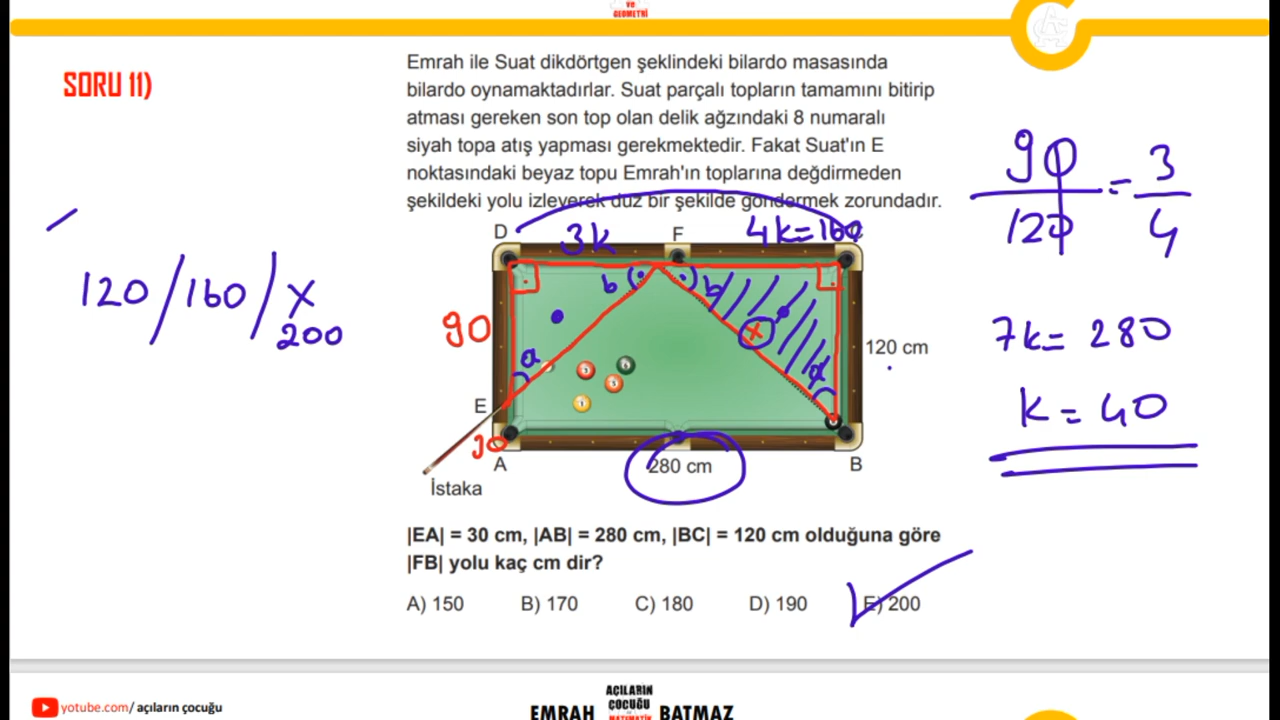 VE
GEOMETRİ
SORU 11)
Emrah ile Suat dikdörtgen şeklindeki bilardo masasında
bilardo oynamaktadırlar. Suat parçalı topların tamamını bitirip
atması gereken son top olan delik ağzındaki 8 numaralı
siyah topa atış yapması gerekmektedir. Fakat Suat'ın E
noktasındaki beyaz topu Emrah'ın toplarına değdirmeden
şekildeki yolu izleyerek düz bir şekilde göndermek zorundadır.
90/120 = 3/4
7k = 280
k = 40
120 / 160 / x
200
D 3k F 4k=160 C
b b
90 a x a
120 cm
E
30
A 280 cm B
İstaka
|EA| = 30 cm, |AB| = 280 cm, |BC| = 120 cm olduğuna göre
|FB| yolu kaç cm dir?
A) 150 B) 170 C) 180 D) 190 E) 200
yotube.com/ açıların çocuğu
EMRAH
AÇILARIN
ÇOCUĞU
MATEMATİK
BATMAZ